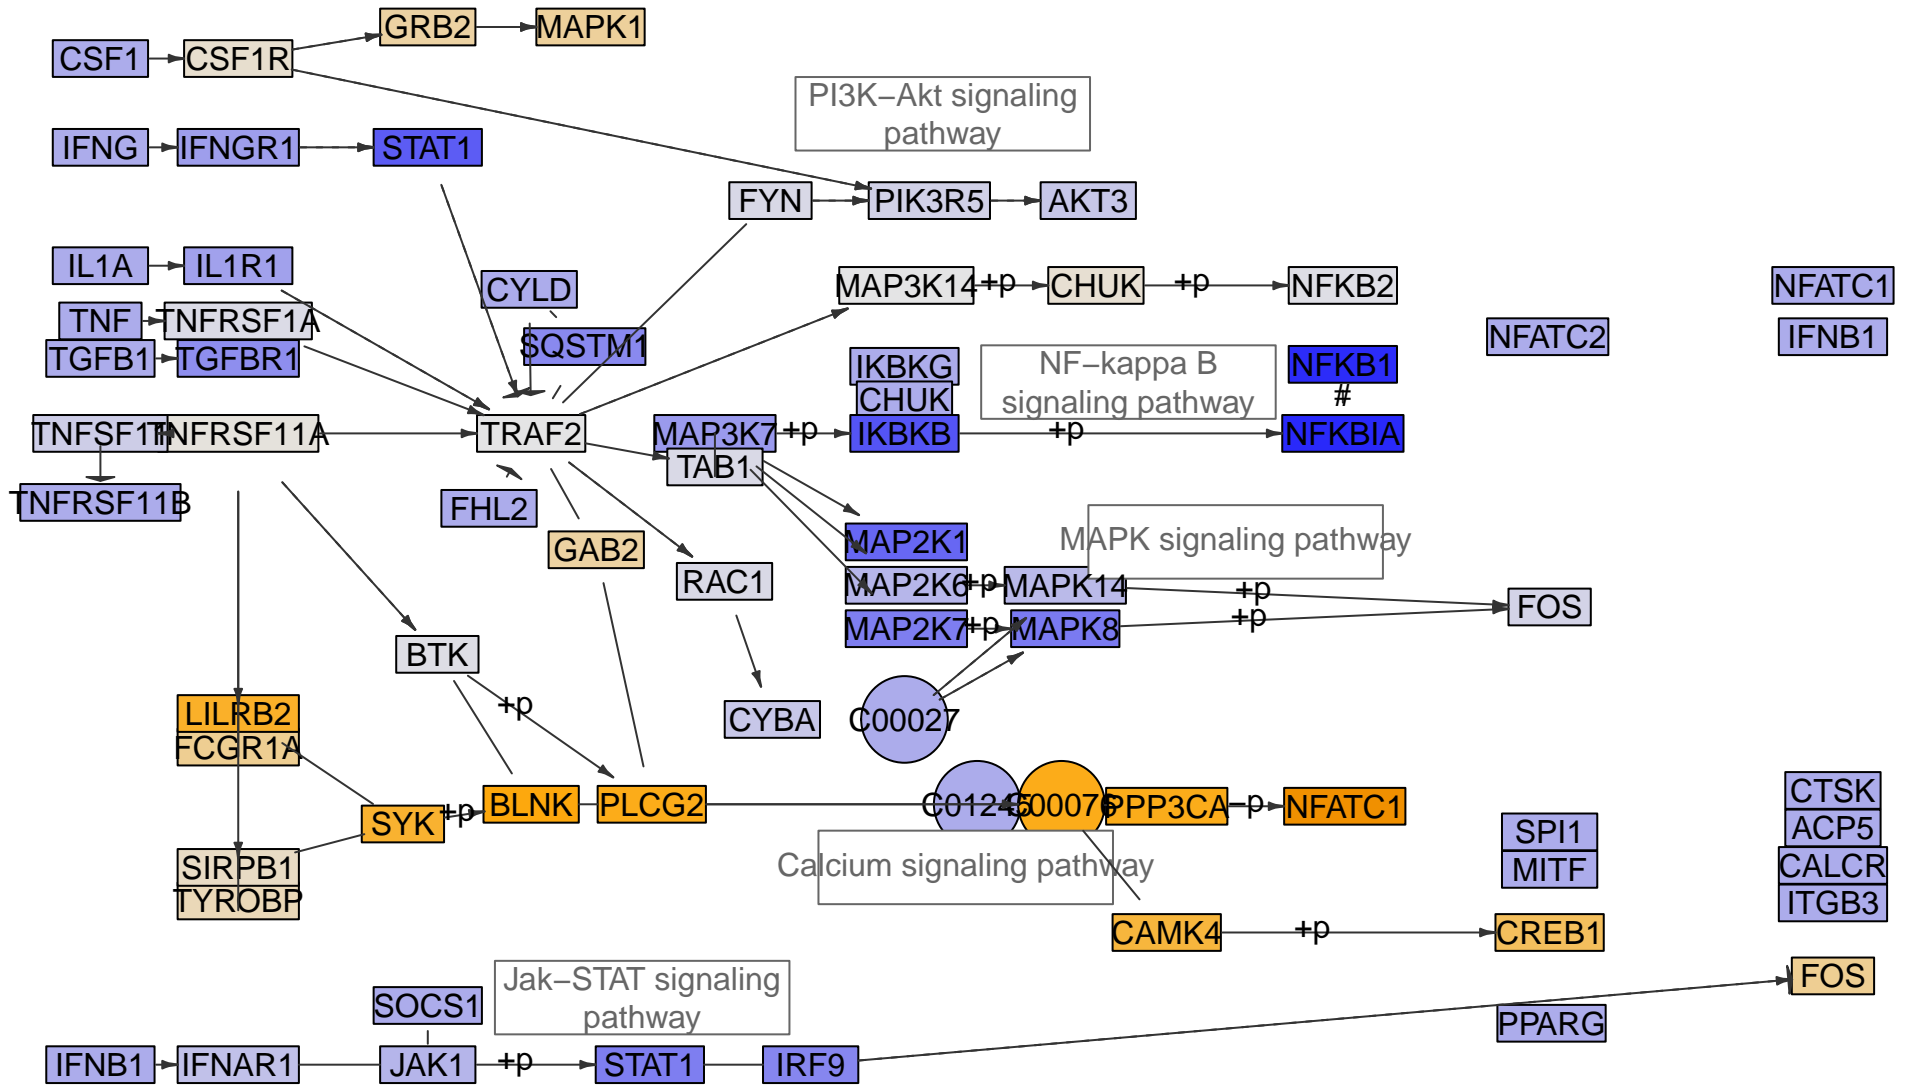 GRB2
MAPK1
CSF1
CSF1R
PI3K–Akt signaling
pathway
IFNG
IFNGR1
STAT1
FYN
PIK3R5
AKT3
IL1A
IL1R1
CYLD
MAP3K14
+p
CHUK
+p
NFKB2
NFATC1
TNF
TNFRSF1A
SQSTM1
NFATC2
IFNB1
TGFB1
TGFBR1
IKBKG
NF–kappa B
signaling pathway
NFKB1
#
CHUK
TNFRSF11A
TRAF2
MAP3K7
+p
IKBKB
+p
NFKBIA
TAB1
TNFRSF11B
FHL2
GAB2
MAP2K1
MAPK signaling pathway
RAC1
MAP2K6
+p
MAPK14
+p
FOS
MAP2K7
+p
MAPK8
+p
BTK
LILRB2
+p
CYBA
C00027
FCGR1A
SYK
+p
BLNK
PLCG2
C00076
PPP3CA
–p
NFATC1
CTSK
SPI1
ACP5
SIRPB1
Calcium signaling pathway
MITF
CALCR
TYROBP
ITGB3
CAMK4
+p
CREB1
Jak–STAT signaling
pathway
FOS
SOCS1
PPARG
IFNB1
IFNAR1
JAK1
+p
STAT1
IRF9